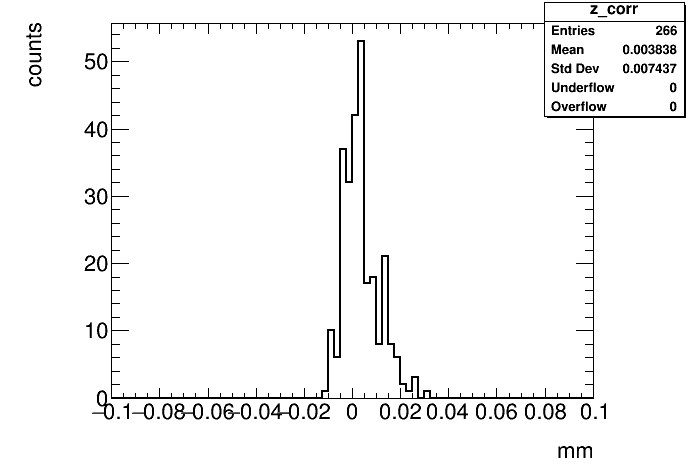 z_corr
Entries 266
Mean 0.003838
Std Dev 0.007437
Underflow 0
Overflow 0
counts
50
40
30
20
10
0
−0.1 −0.08 −0.06 −0.04 −0.02 0 0.02 0.04 0.06 0.08 0.1
mm